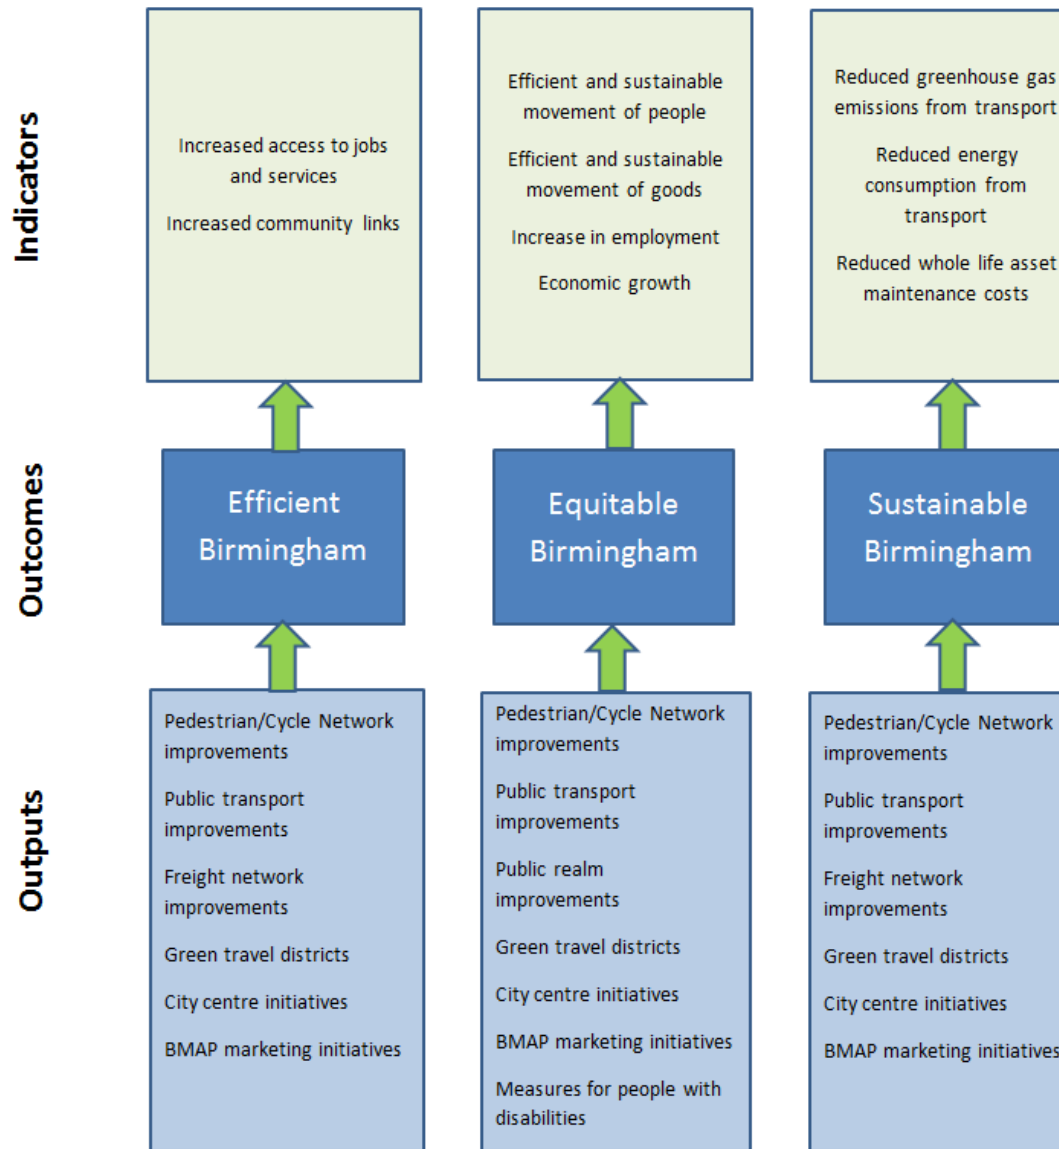 Indicators
Increased access to jobs
and services
Increased community links
Efficient and sustainable
movement of people
Efficient and sustainable
movement of goods
Increase in employment
Economic growth
Reduced greenhouse gas
emissions from transport
Reduced energy
consumption from
transport
Reduced whole life asset
maintenance costs
Outcomes
Efficient
Birmingham
Equitable
Birmingham
Sustainable
Birmingham
Outputs
Pedestrian/Cycle Network
improvements
Public transport
improvements
Freight network
improvements
Green travel districts
City centre initiatives
BMAP marketing initiatives
Pedestrian/Cycle Network
improvements
Public transport
improvements
Public realm
improvements
Green travel districts
City centre initiatives
BMAP marketing initiatives
Measures for people with
disabilities
Pedestrian/Cycle Network
improvements
Public transport
improvements
Freight network
improvements
Green travel districts
City centre initiatives
BMAP marketing initiatives